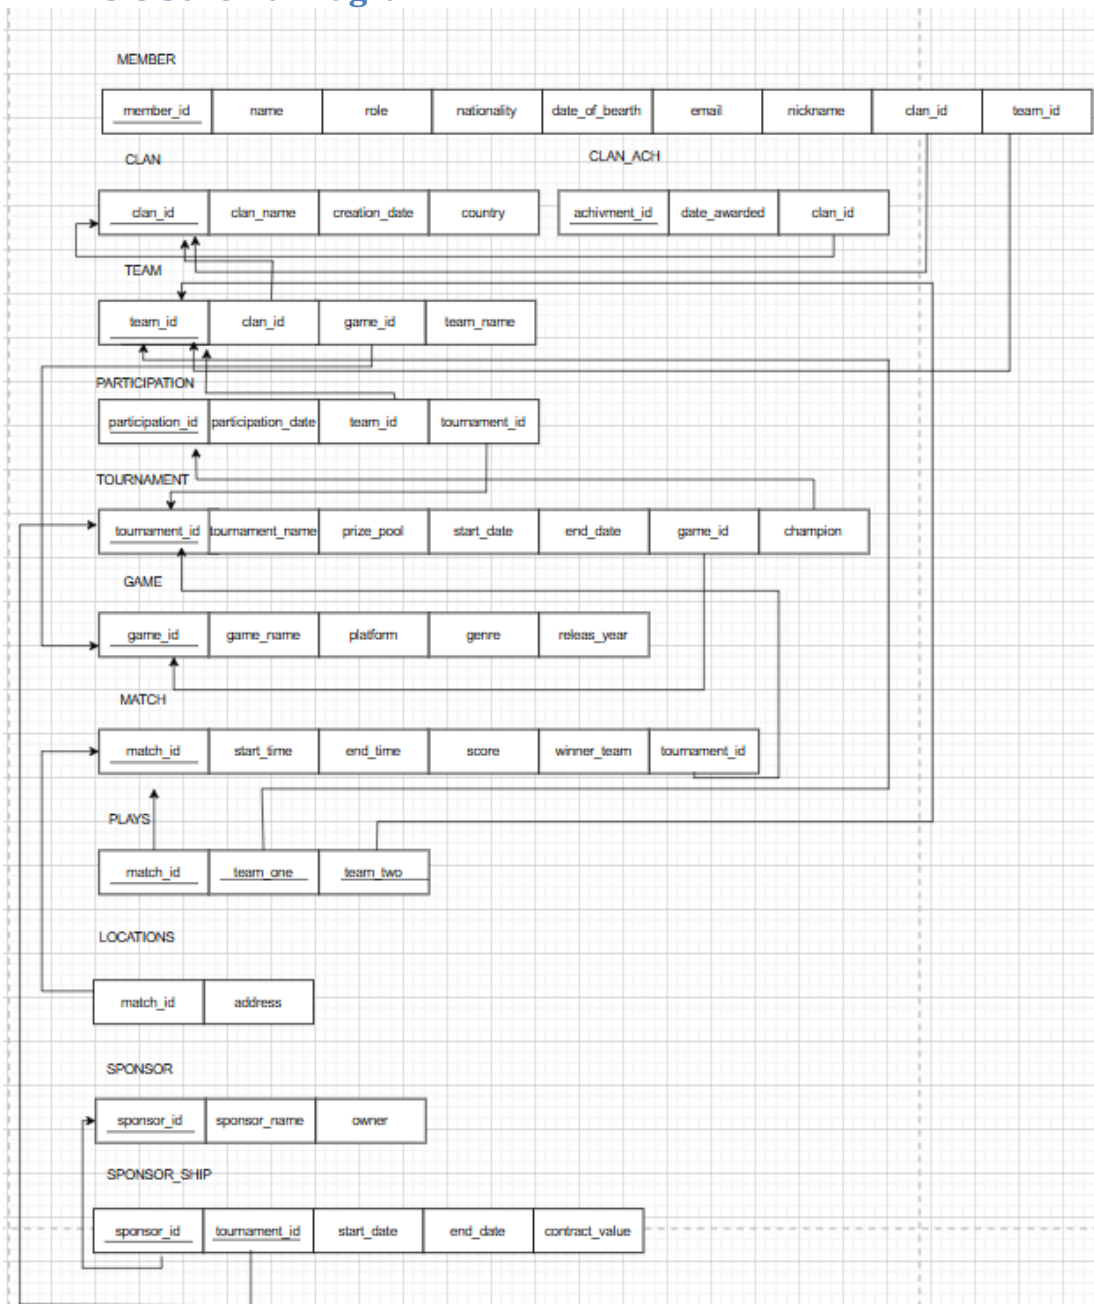 MEMBER
member_id name role nationality date_of_bearth email nickname clan_id team_id
CLAN CLAN_ACH
clan_id clan_name creation_date country achivment_id date_awarded clan_id
TEAM
team_id clan_id game_id team_name
PARTICIPATION
participation_id participation_date team_id tournament_id
TOURNAMENT
tournament_id tournament_name prize_pool start_date end_date game_id champion
GAME
game_id game_name platform genre releas_year
MATCH
match_id start_time end_time score winner_team tournament_id
PLAYS
match_id team_one team_two
LOCATIONS
match_id address
SPONSOR
sponsor_id sponsor_name owner
SPONSOR_SHIP
sponsor_id tournament_id start_date end_date contract_value